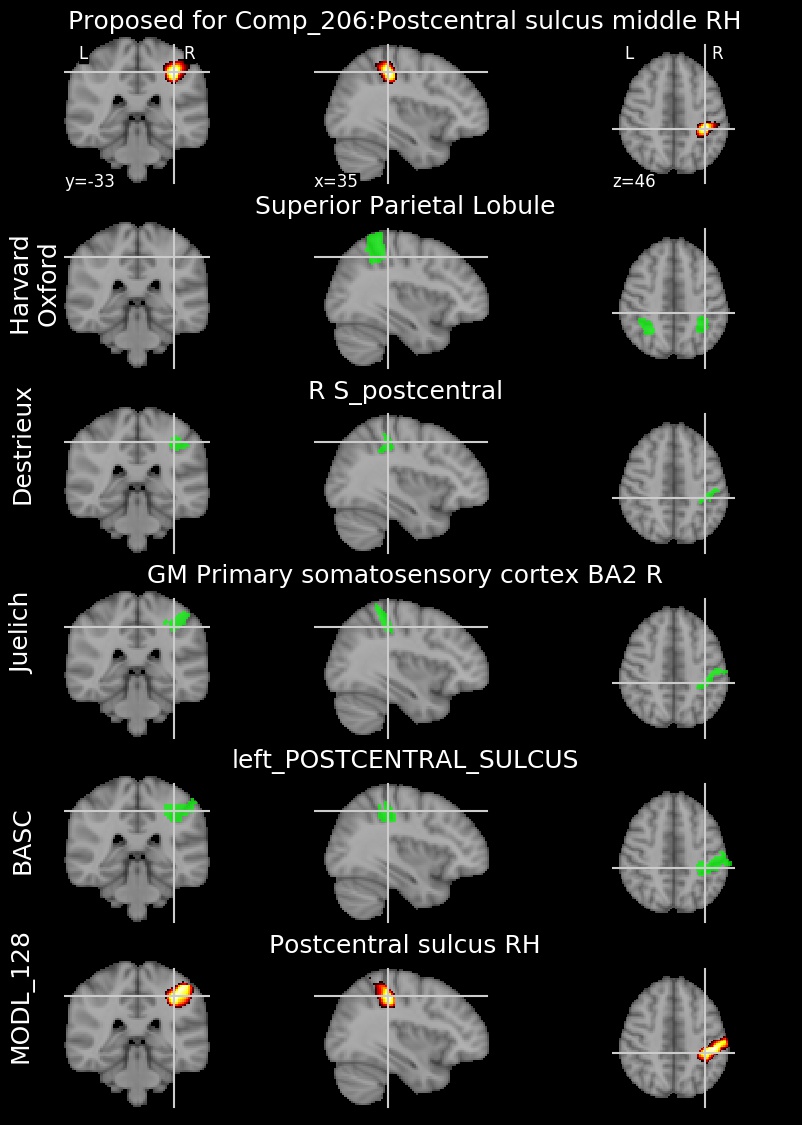 Proposed for Comp_206:Postcentral sulcus middle RH
L R
L R
y=-33
x=35
z=46
Superior Parietal Lobule
Harvard
Oxford
R S_postcentral
Destrieux
GM Primary somatosensory cortex BA2 R
Juelich
left_POSTCENTRAL_SULCUS
BASC
Postcentral sulcus RH
MODL_128